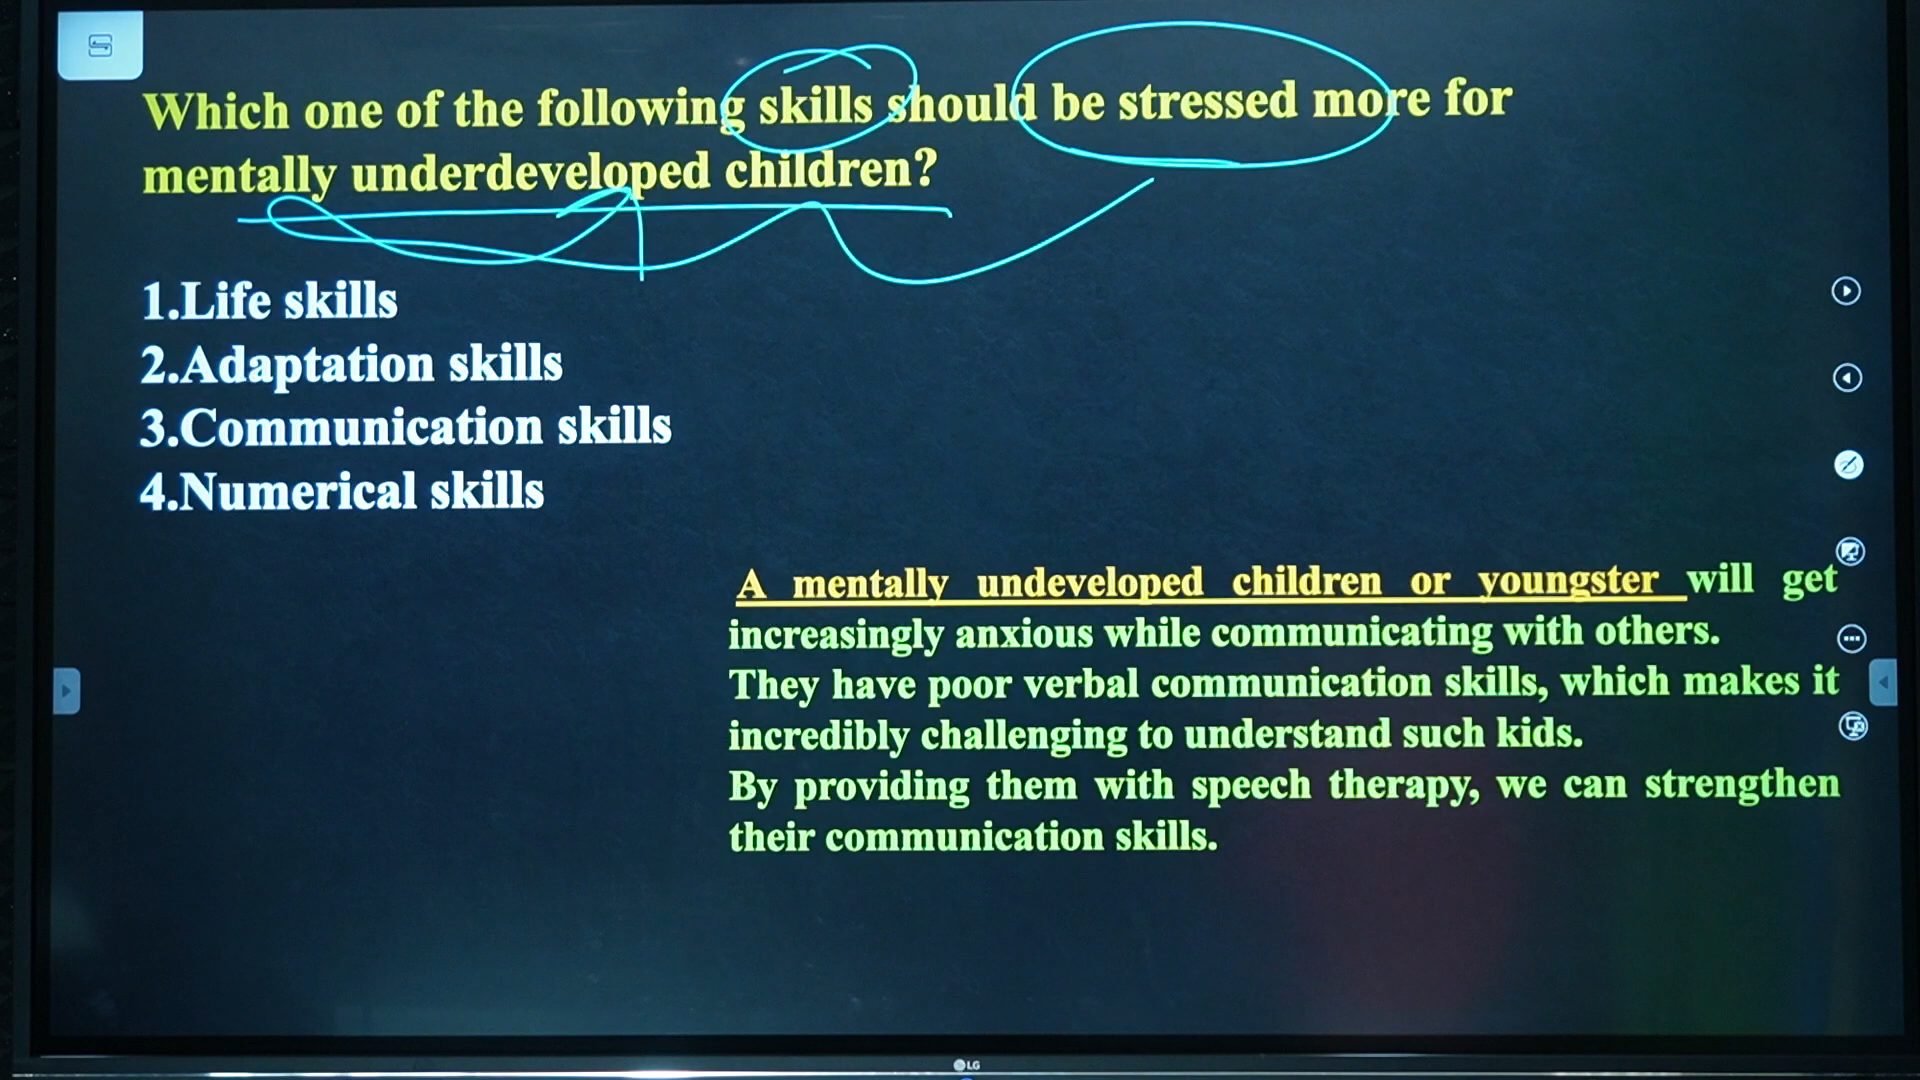 Which one of the following skills should be stressed more for
mentally underdeveloped children?
1.Life skills
2.Adaptation skills
3.Communication skills
4.Numerical skills
A mentally undeveloped children or youngster will get
increasingly anxious while communicating with others.
They have poor verbal communication skills, which makes it
incredibly challenging to understand such kids.
By providing them with speech therapy, we can strengthen
their communication skills.
LG